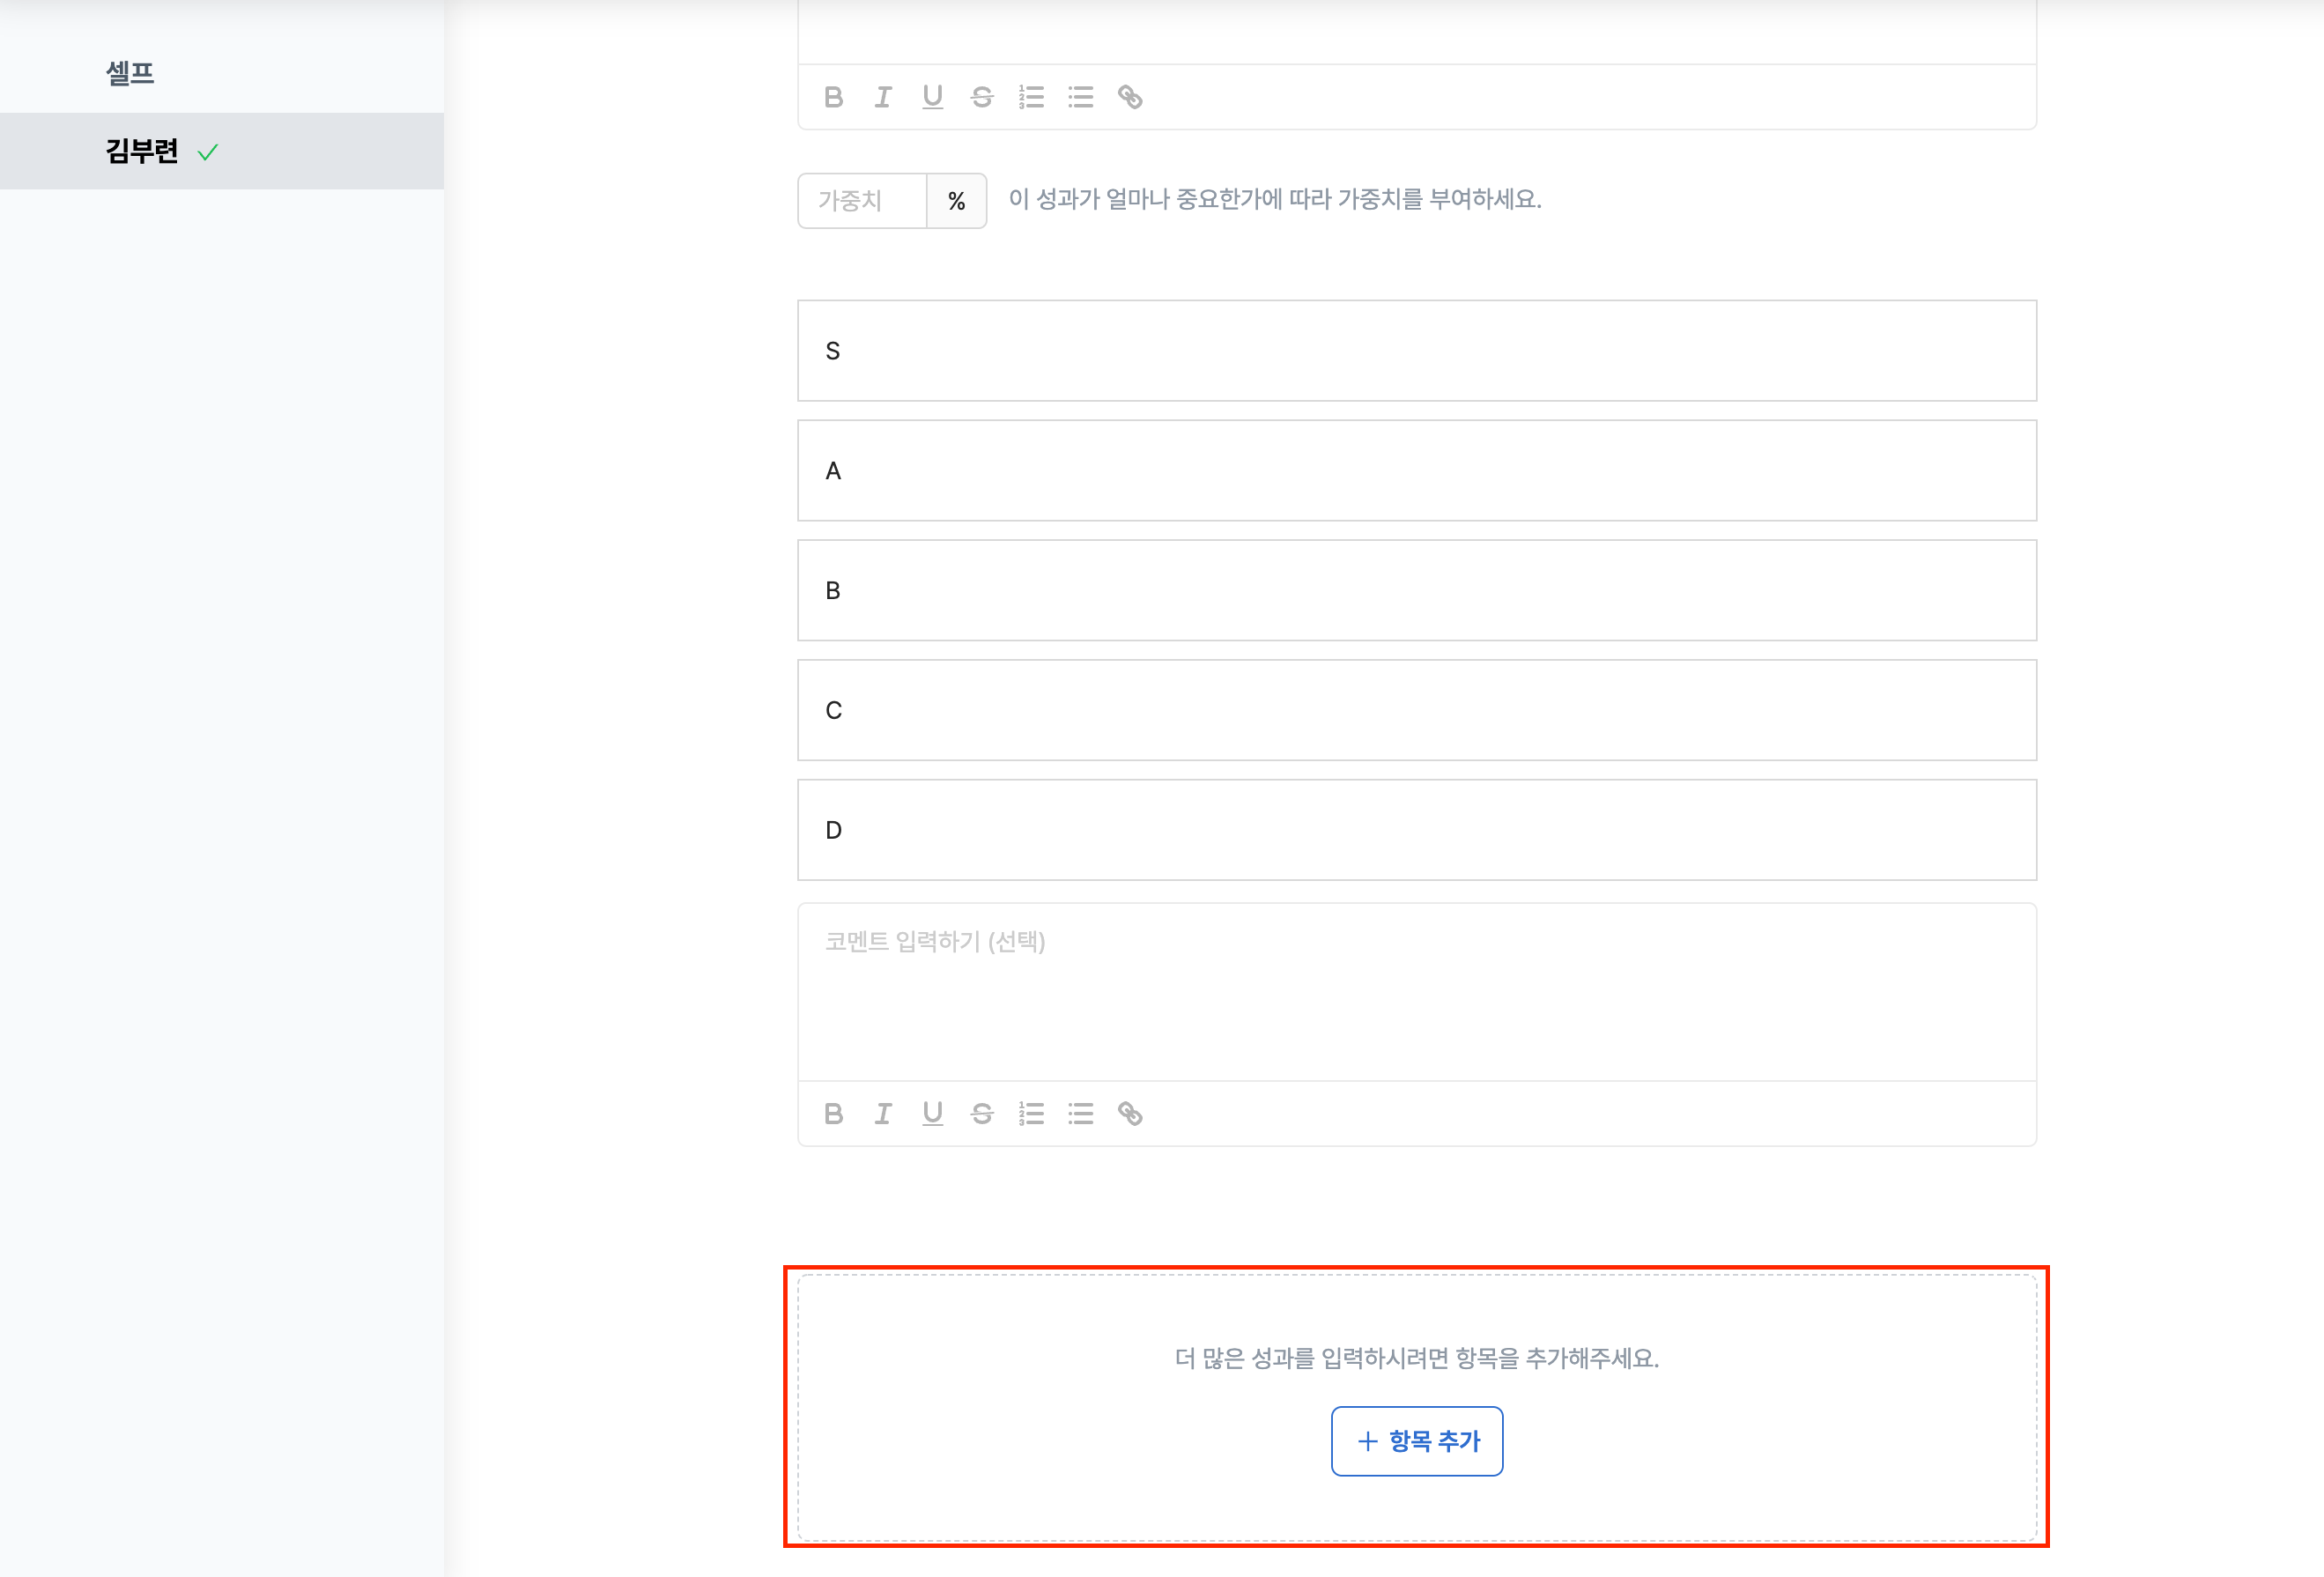 셀프
김부련
가중치 % 이 성과가 얼마나 중요한가에 따라 가중치를 부여하세요.
S
A
B
C
D
코멘트 입력하기 (선택)
더 많은 성과를 입력하시려면 항목을 추가해주세요.
+ 항목 추가